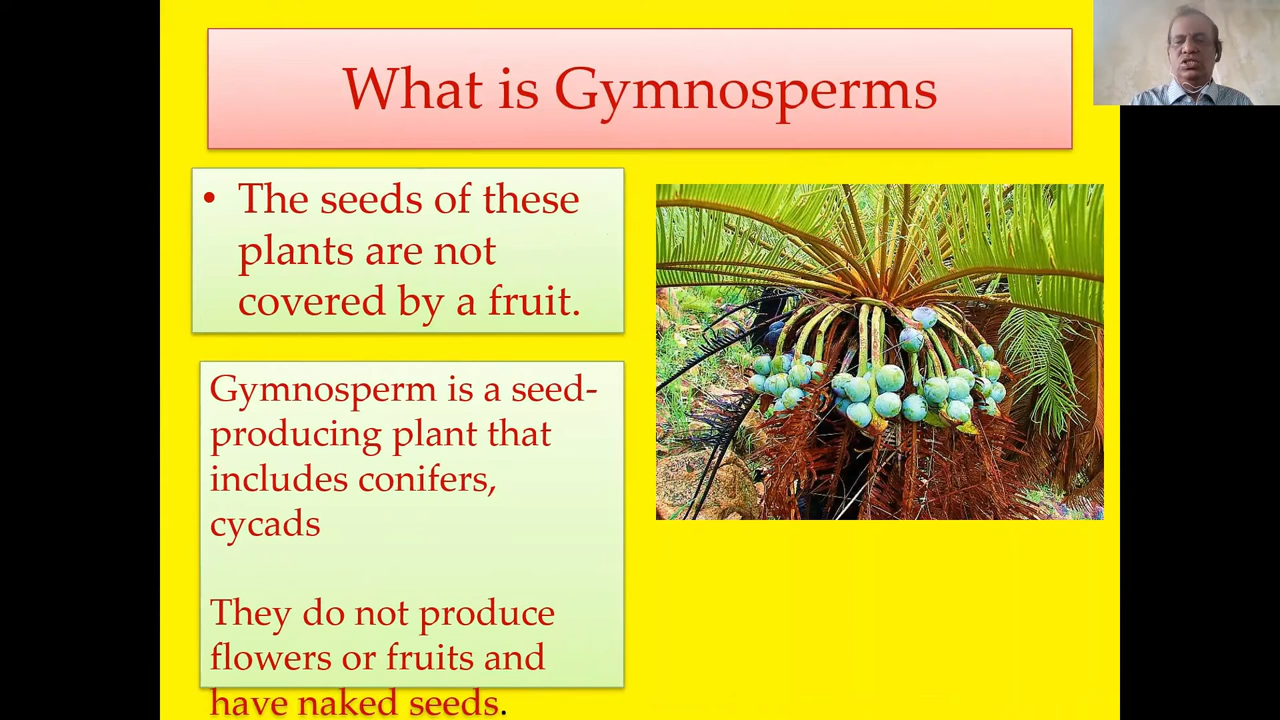 What is Gymnosperms
• The seeds of these
plants are not
covered by a fruit.
Gymnosperm is a seed-
producing plant that
includes conifers,
cycads
They do not produce
flowers or fruits and
have naked seeds.